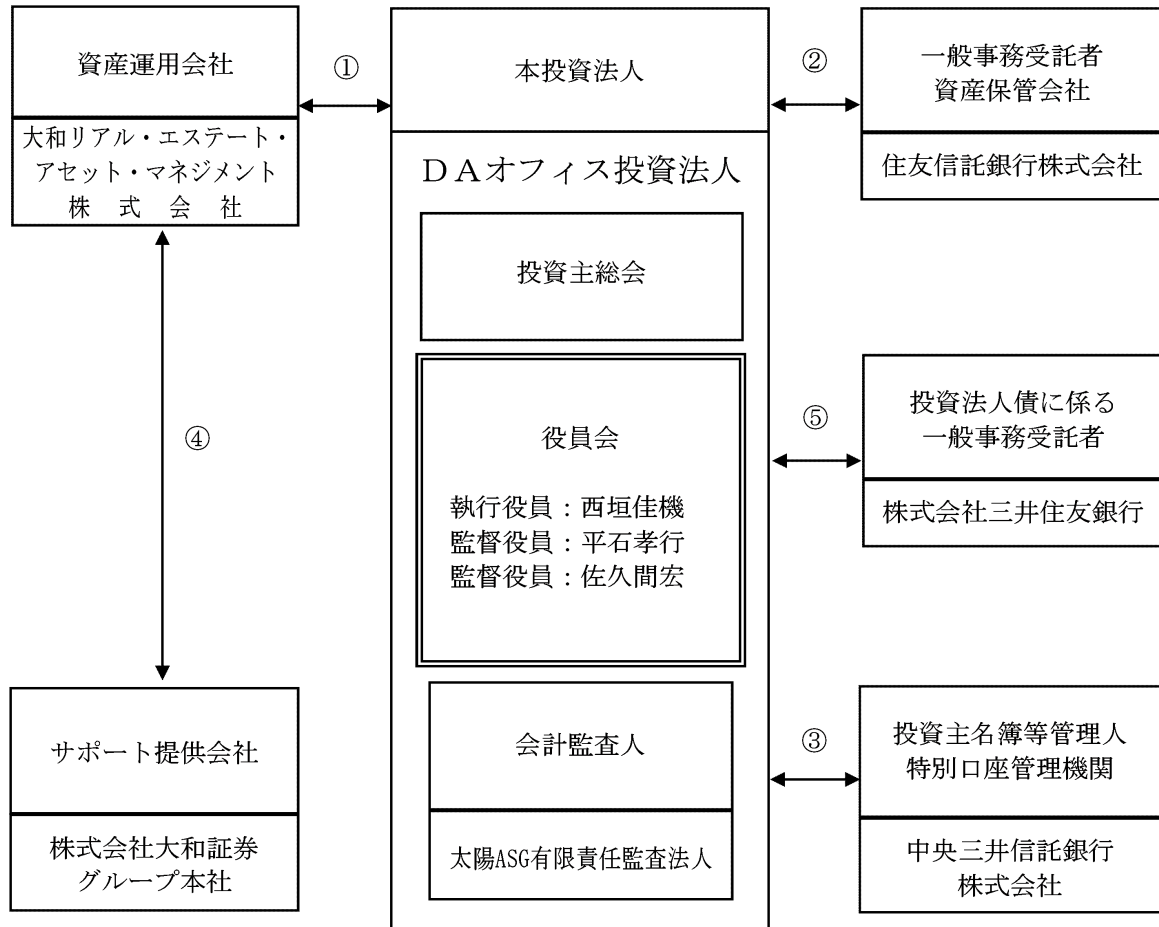 資産運用会社
大和リアル・エステート・
アセット・マネジメント
株 式 会 社
①
本投資法人
DAオフィス投資法人
投資主総会
役員会
執行役員：西垣佳機
監督役員：平石孝行
監督役員：佐久間宏
会計監査人
太陽ASG有限責任監査法人
②
一般事務受託者
資産保管会社
住友信託銀行株式会社
⑤
投資法人債に係る
一般事務受託者
株式会社三井住友銀行
③
投資主名簿等管理人
特別口座管理機関
中央三井信託銀行
株式会社
④
サポート提供会社
株式会社大和証券
グループ本社